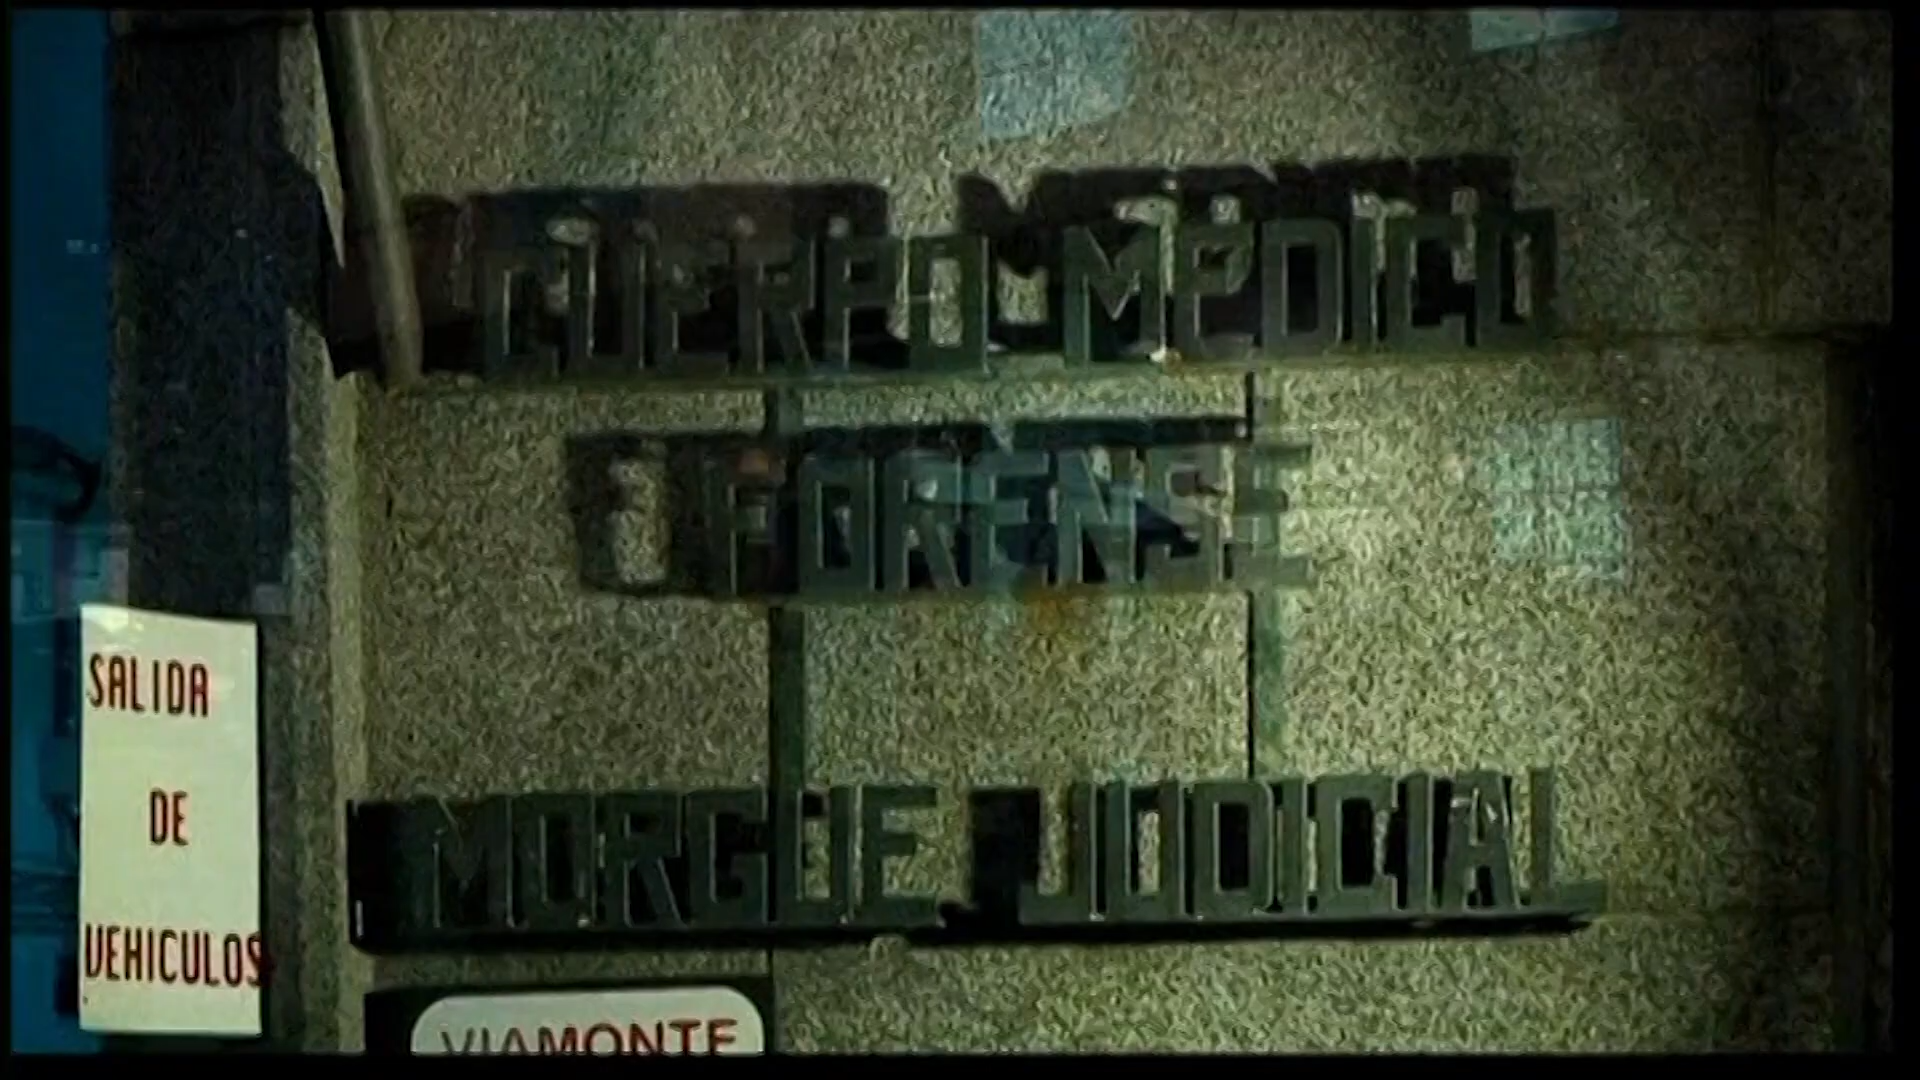 CUERPO MEDICO
FORENSE
MORGUE JUDICIAL
SALIDA
DE
VEHICULOS
VIAMONTE